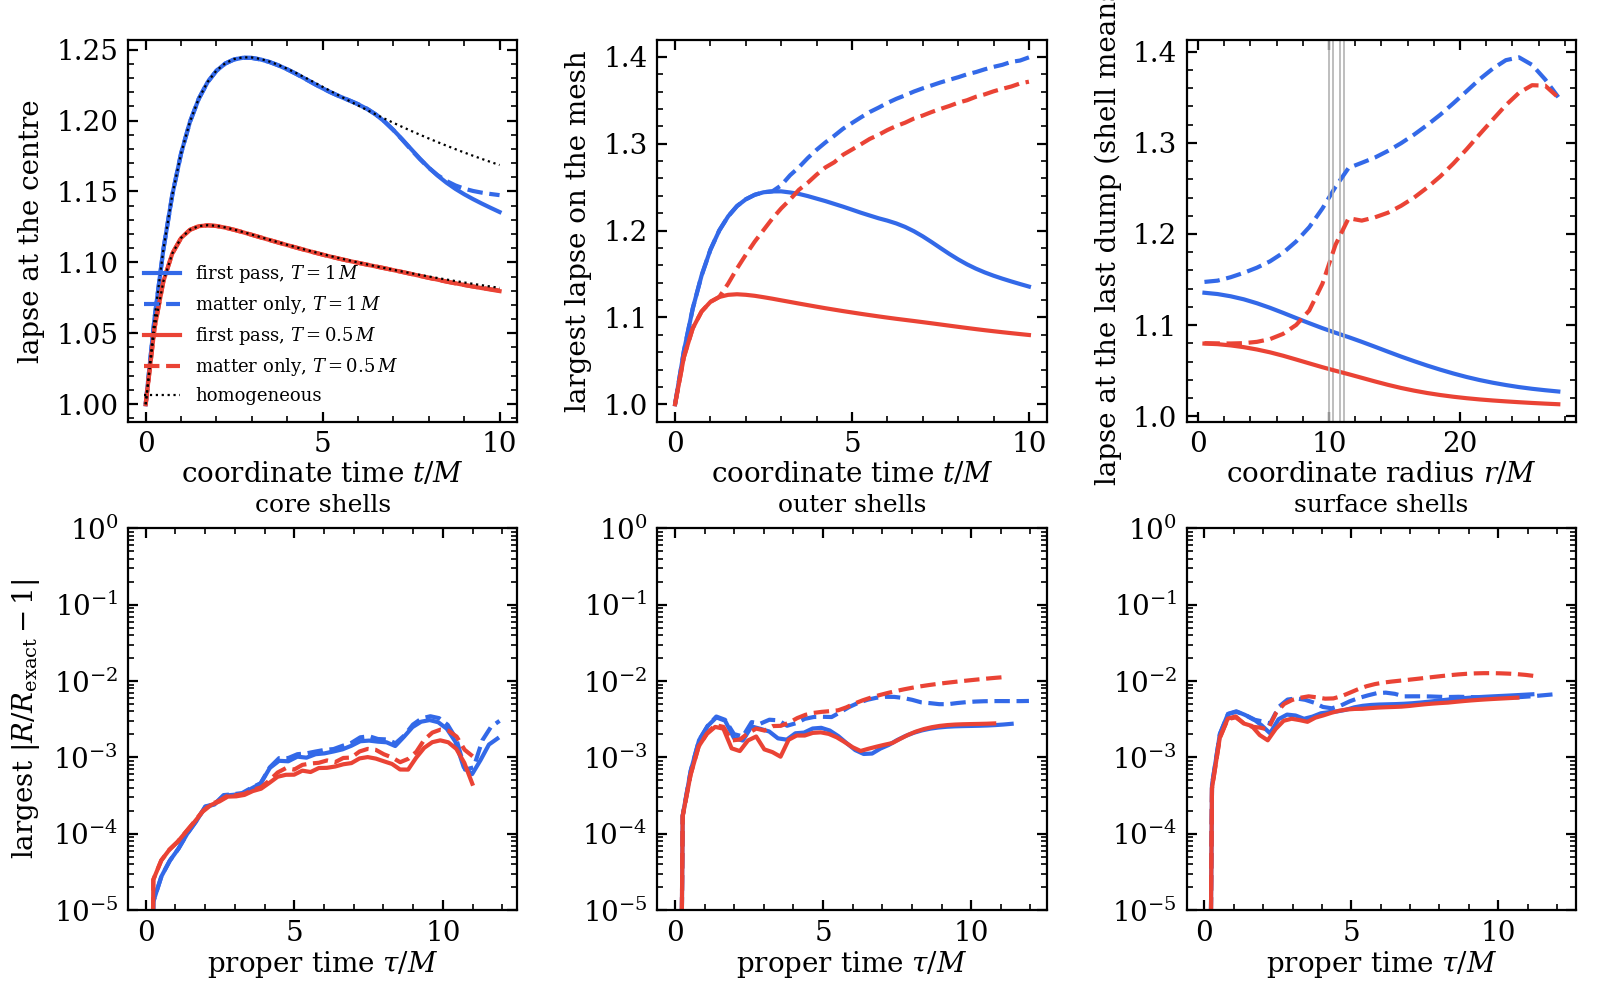 lapse at the centre
1.25
1.20
1.15
1.10
1.05
1.00
first pass, T = 1 M
matter only, T = 1 M
first pass, T = 0.5 M
matter only, T = 0.5 M
homogeneous
0 5 10
coordinate time t/M
largest lapse on the mesh
1.4
1.3
1.2
1.1
1.0
0 5 10
coordinate time t/M
lapse at the last dump (shell means
1.4
1.3
1.2
1.1
1.0
0 10 20
coordinate radius r/M
core shells
largest |R/R_exact − 1|
10^0
10^-1
10^-2
10^-3
10^-4
10^-5
0 5 10
proper time τ/M
outer shells
10^0
10^-1
10^-2
10^-3
10^-4
10^-5
0 5 10
proper time τ/M
surface shells
10^0
10^-1
10^-2
10^-3
10^-4
10^-5
0 5 10
proper time τ/M